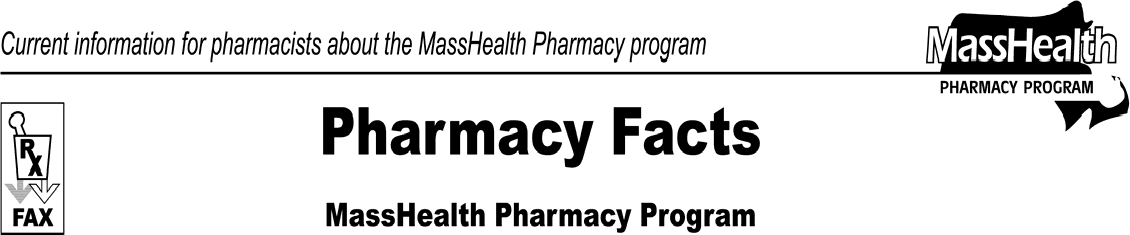 Current information for pharmacists about the MassHealth Pharmacy program
MassHealth
PHARMACY PROGRAM
Pharmacy Facts
RX
FAX
MassHealth Pharmacy Program